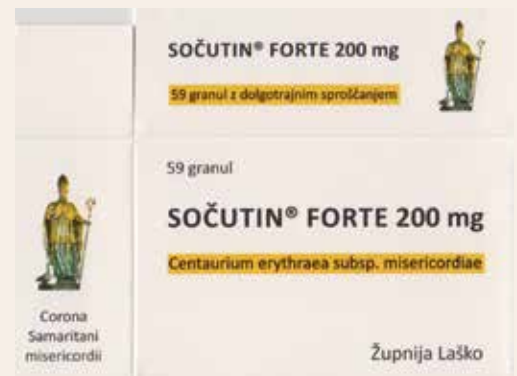 SOČUTIN® FORTE 200 mg
59 granul z dolgotrajnim sproščanjem
59 granul
SOČUTIN® FORTE 200 mg
Centaurium erythraea subsp. misericordiae
Župnija Laško
Corona
Samaritani
misericordii